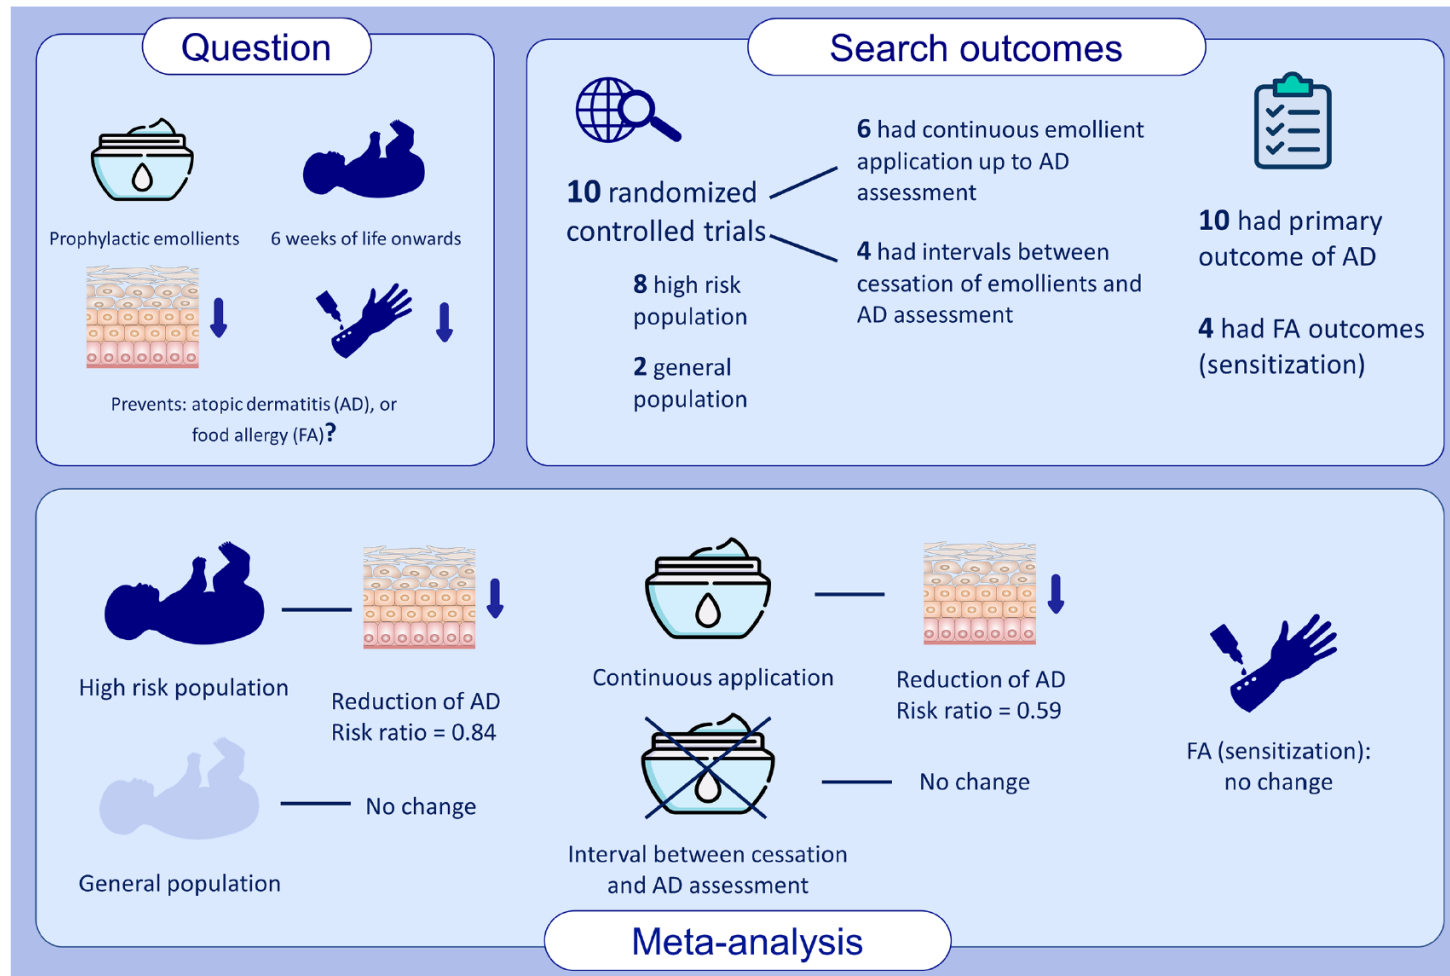 Question
Prophylactic emollients
6 weeks of life onwards
Prevents: atopic dermatitis (AD), or
food allergy (FA)?
Search outcomes
10 randomized
controlled trials
8 high risk
population
2 general
population
6 had continuous emollient
application up to AD
assessment
4 had intervals between
cessation of emollients and
AD assessment
10 had primary
outcome of AD
4 had FA outcomes
(sensitization)
High risk population
Reduction of AD
Risk ratio = 0.84
General population
No change
Continuous application
Reduction of AD
Risk ratio = 0.59
Interval between cessation
and AD assessment
No change
FA (sensitization):
no change
Meta-analysis